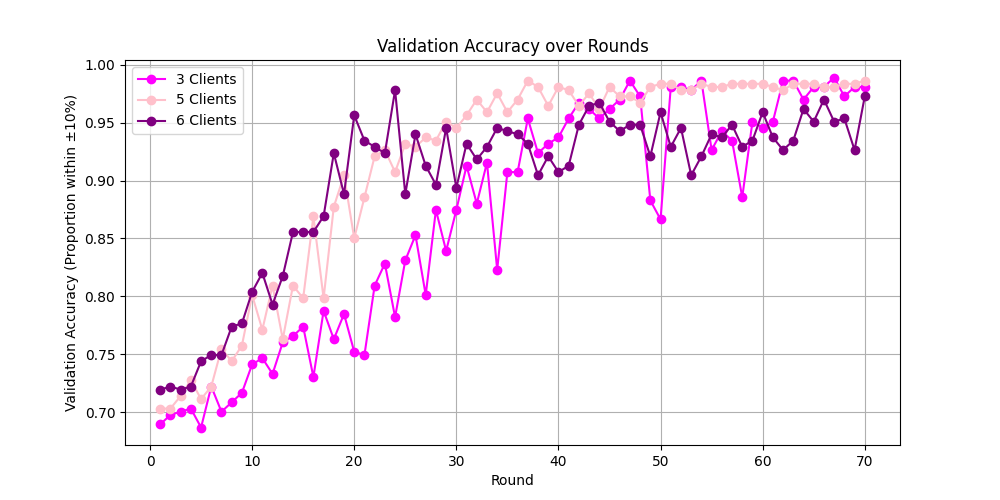 Validation Accuracy over Rounds
3 Clients
5 Clients
6 Clients
Validation Accuracy (Proportion within ±10%)
1.00
0.95
0.90
0.85
0.80
0.75
0.70
0
10
20
30
40
50
60
70
Round